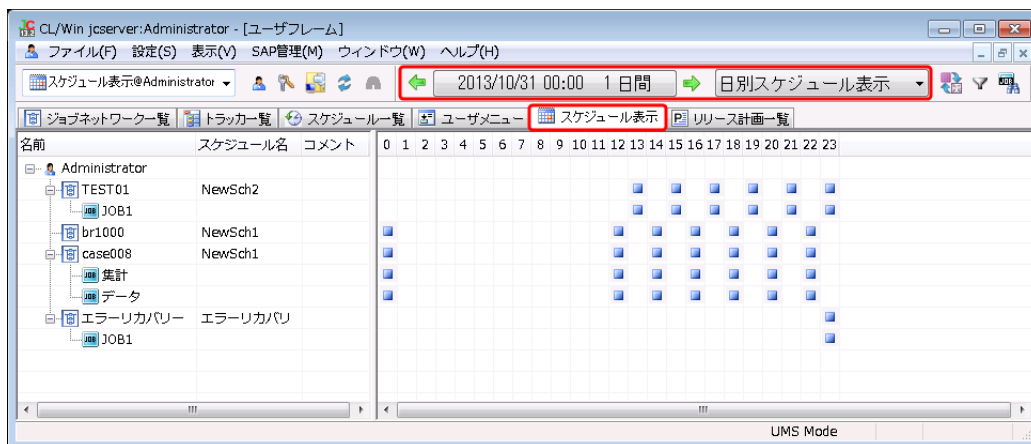 CL/Win jcserver:Administrator - [ユーザフレーム]
ファイル(F) 設定(S) 表示(V) SAP管理(M) ウィンドウ(W) ヘルプ(H)
スケジュール表示@Administrator 2013/10/31 00:00 1 日間 日別スケジュール表示
ジョブネットワーク一覧 トラッカ一覧 スケジュール一覧 ユーザメニュー スケジュール表示 リリース計画一覧
名前 スケジュール名 コメント 0 1 2 3 4 5 6 7 8 9 10 11 12 13 14 15 16 17 18 19 20 21 22 23
Administrator
TEST01 NewSch2
JOB JOB1
br1000 NewSch1
case008 NewSch1
JOB 集計
JOB データ
エラーリカバリー エラーリカバリ
JOB JOB1
UMS Mode